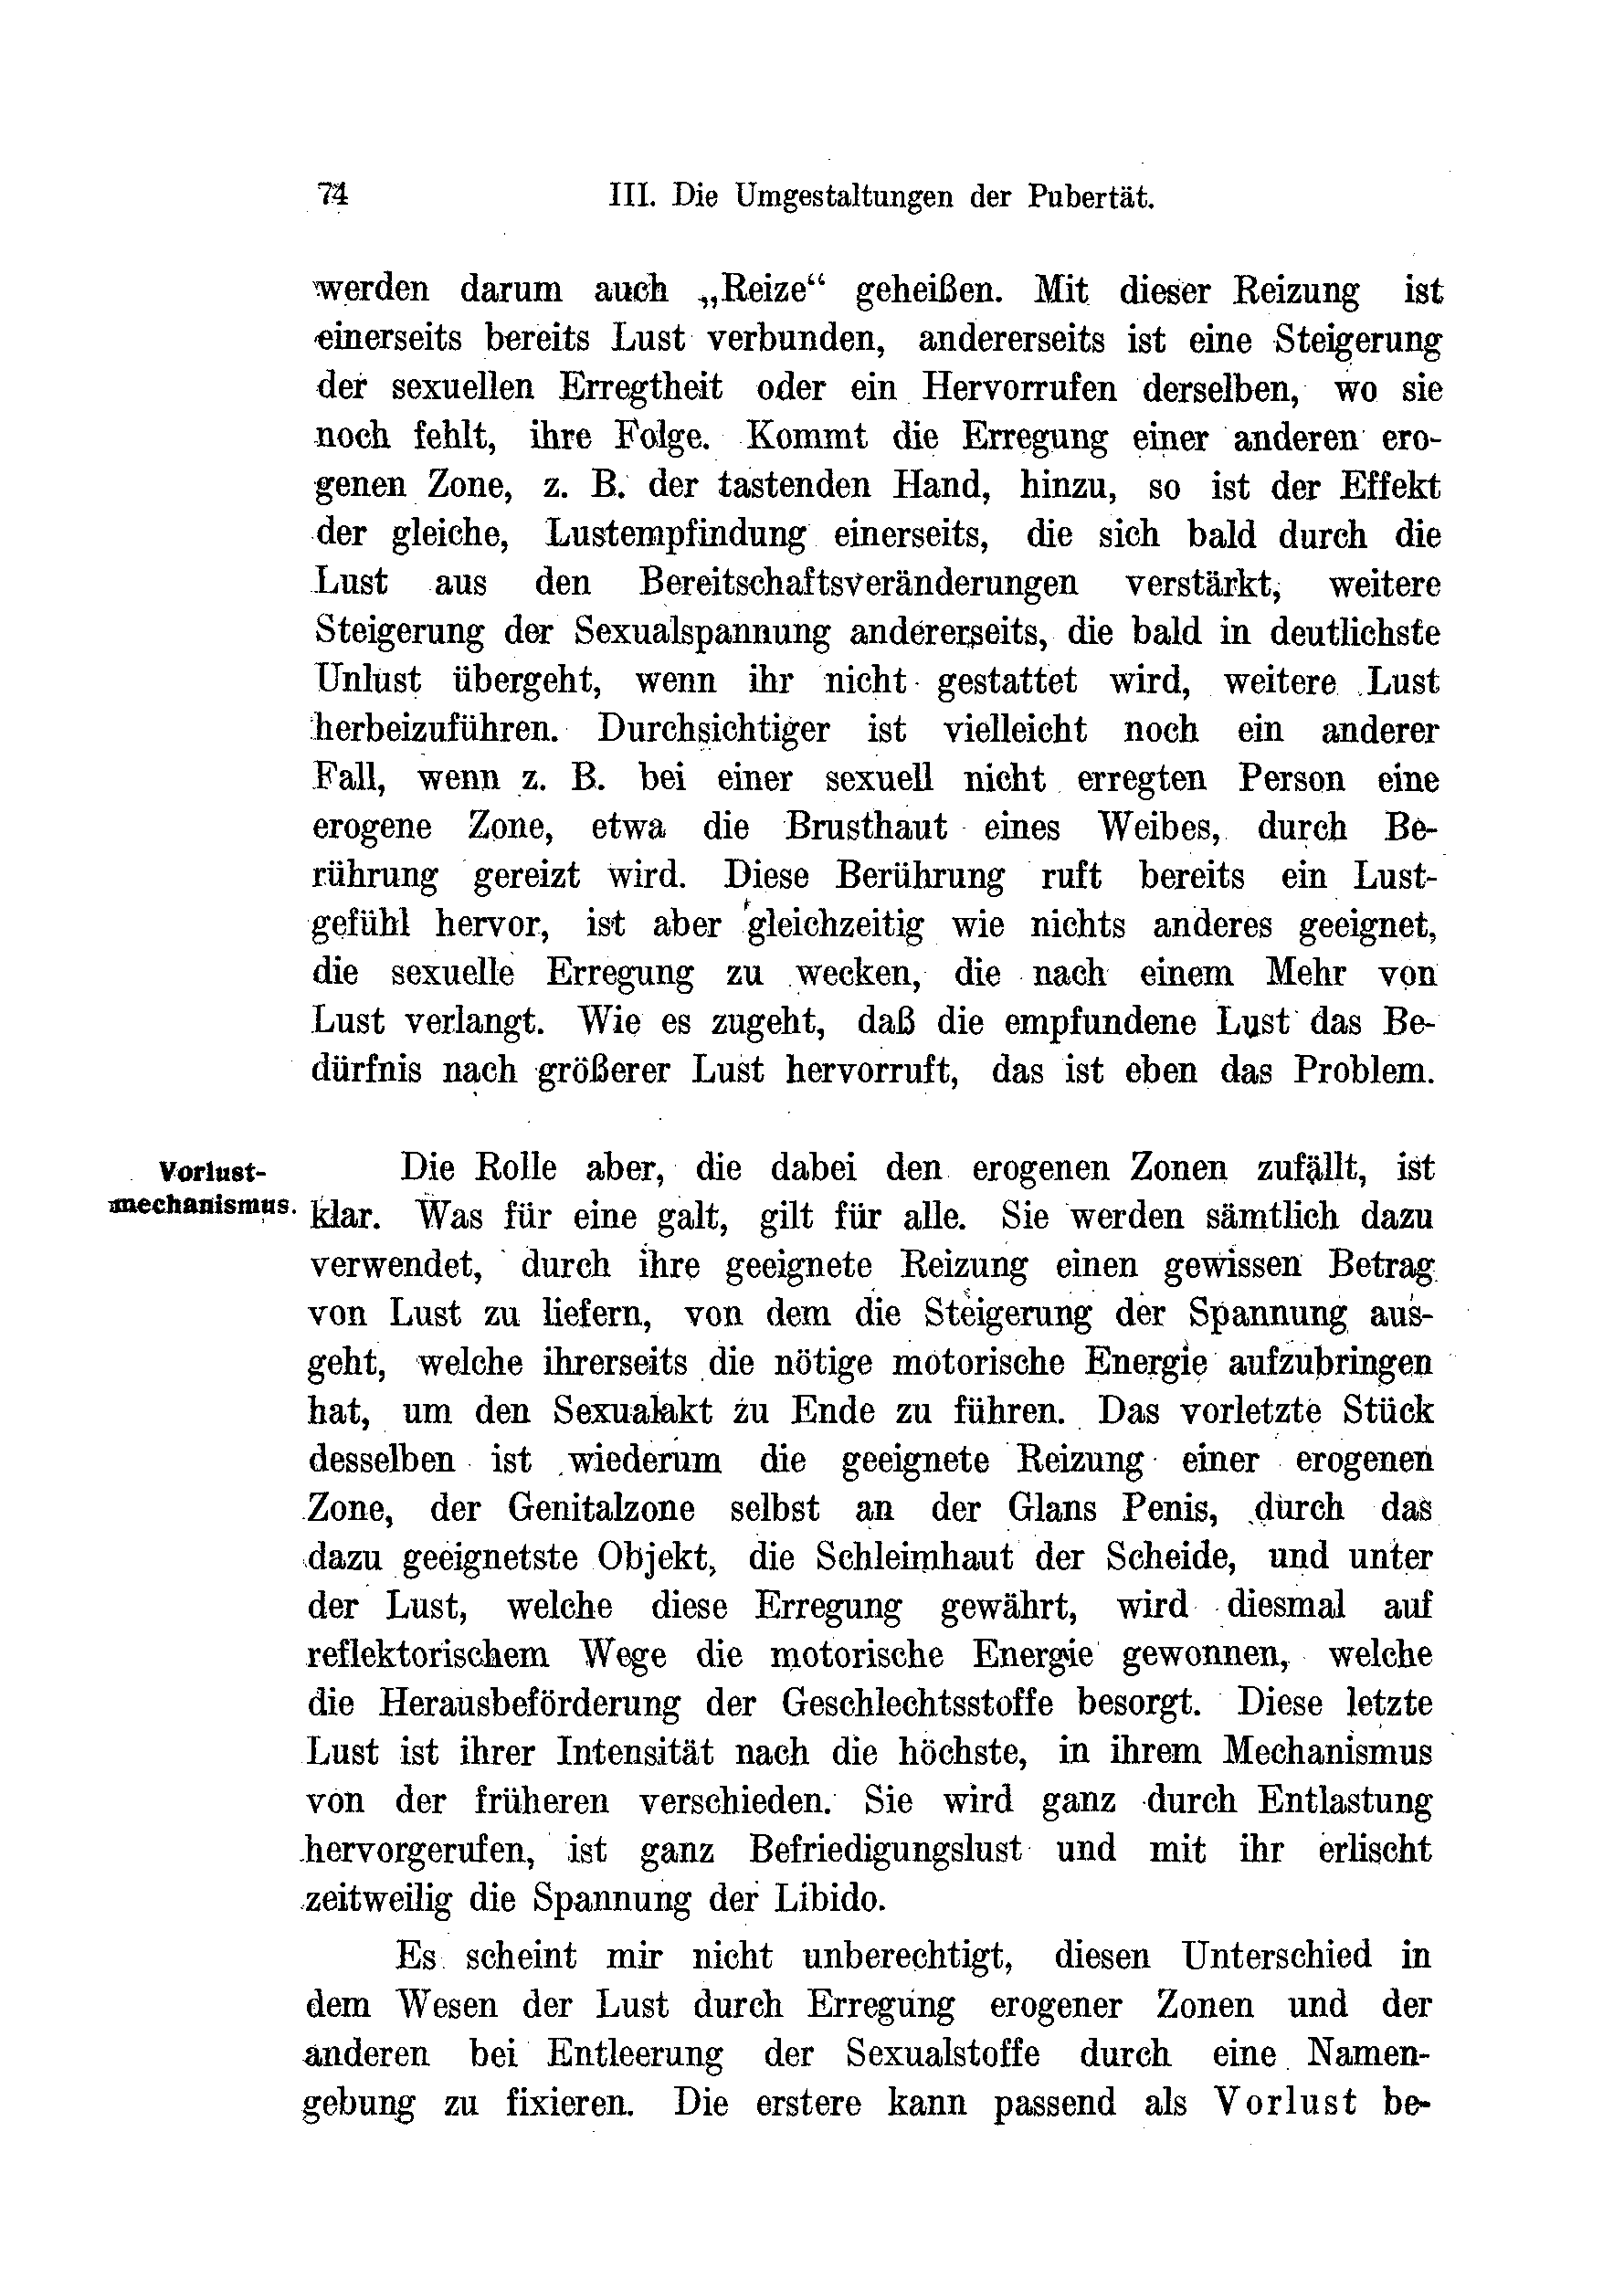 74 III. Die Umgestaltungen der Pubertät.
werden darum auch „Reize“ geheißen. Mit dieser Reizung ist
einerseits bereits Lust verbunden, andererseits ist eine Steigerung
der sexuellen Erregtheit oder ein Hervorrufen derselben, wo sie
noch fehlt, ihre Folge. Kommt die Erregung einer anderen ero-
genen Zone, z. B. der tastenden Hand, hinzu, so ist der Effekt
der gleiche, Lustempfindung einerseits, die sich bald durch die
Lust aus den Bereitschaftsveränderungen verstärkt, weitere
Steigerung der Sexualspannung andererseits, die bald in deutlichste
Unlust übergeht, wenn ihr nicht gestattet wird, weitere Lust
herbeizuführen. Durchsichtiger ist vielleicht noch ein anderer
Fall, wenn z. B. bei einer sexuell nicht erregten Person eine
erogene Zone, etwa die Brusthaut eines Weibes, durch Be-
rührung gereizt wird. Diese Berührung ruft bereits ein Lust-
gefühl hervor, ist aber gleichzeitig wie nichts anderes geeignet,
die sexuelle Erregung zu wecken, die nach einem Mehr von
Lust verlangt. Wie es zugeht, daß die empfundene Lust das Be-
dürfnis nach größerer Lust hervorruft, das ist eben das Problem.
Vorlust-
mechanismus.
Die Rolle aber, die dabei den erogenen Zonen zufällt, ist
klar. Was für eine galt, gilt für alle. Sie werden sämtlich dazu
verwendet, durch ihre geeignete Reizung einen gewissen Betrag
von Lust zu liefern, von dem die Steigerung der Spannung aus-
geht, welche ihrerseits die nötige motorische Energie aufzubringen
hat, um den Sexualakt zu Ende zu führen. Das vorletzte Stück
desselben ist wiederum die geeignete Reizung einer erogenen
Zone, der Genitalzone selbst an der Glans Penis, durch das
dazu geeignetste Objekt, die Schleimhaut der Scheide, und unter
der Lust, welche diese Erregung gewährt, wird diesmal auf
reflektorischem Wege die motorische Energie gewonnen, welche
die Herausbeförderung der Geschlechtsstoffe besorgt. Diese letzte
Lust ist ihrer Intensität nach die höchste, in ihrem Mechanismus
von der früheren verschieden. Sie wird ganz durch Entlastung
hervorgerufen, ist ganz Befriedigungslust und mit ihr erlischt
zeitweilig die Spannung der Libido.
Es scheint mir nicht unberechtigt, diesen Unterschied in
dem Wesen der Lust durch Erregung erogener Zonen und der
anderen bei Entleerung der Sexualstoffe durch eine Namen-
gebung zu fixieren. Die erstere kann passend als Vorlust be-